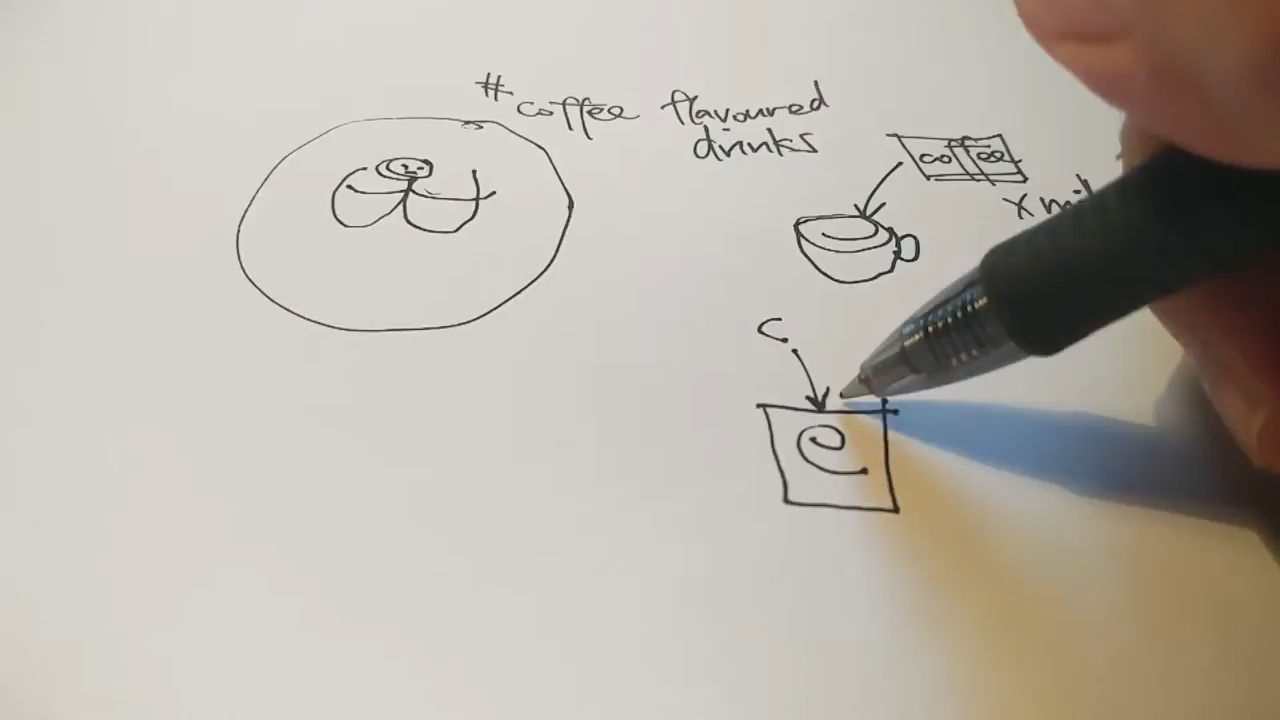 # coffee flavoured
drinks
coffee
x
C
e